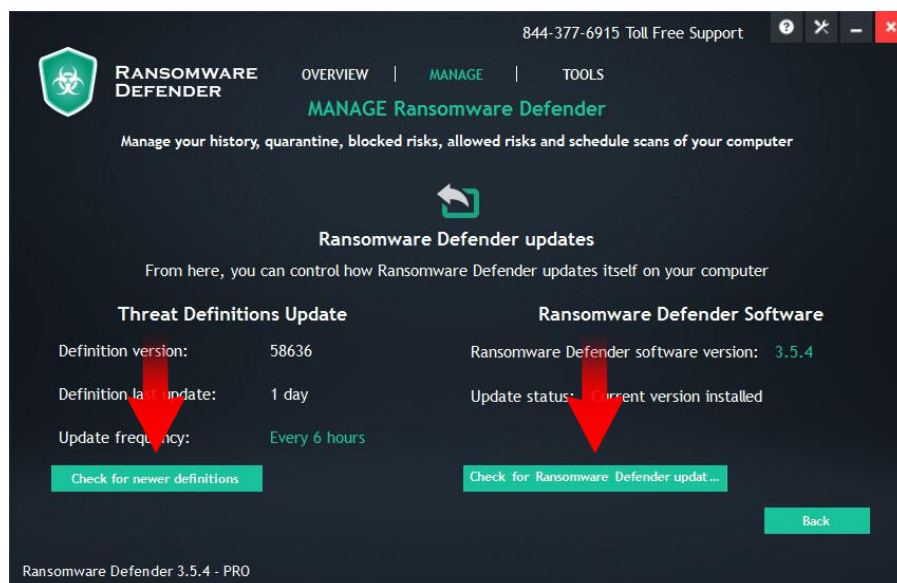 844-377-6915 Toll Free Support
RANSOMWARE
DEFENDER
OVERVIEW | MANAGE | TOOLS
MANAGE Ransomware Defender
Manage your history, quarantine, blocked risks, allowed risks and schedule scans of your computer
Ransomware Defender updates
From here, you can control how Ransomware Defender updates itself on your computer
Threat Definitions Update
Definition version: 58636
Definition last update: 1 day
Update frequency: Every 6 hours
Check for newer definitions
Ransomware Defender Software
Ransomware Defender software version: 3.5.4
Update status: Current version installed
Check for Ransomware Defender updat...
Back
Ransomware Defender 3.5.4 - PRO